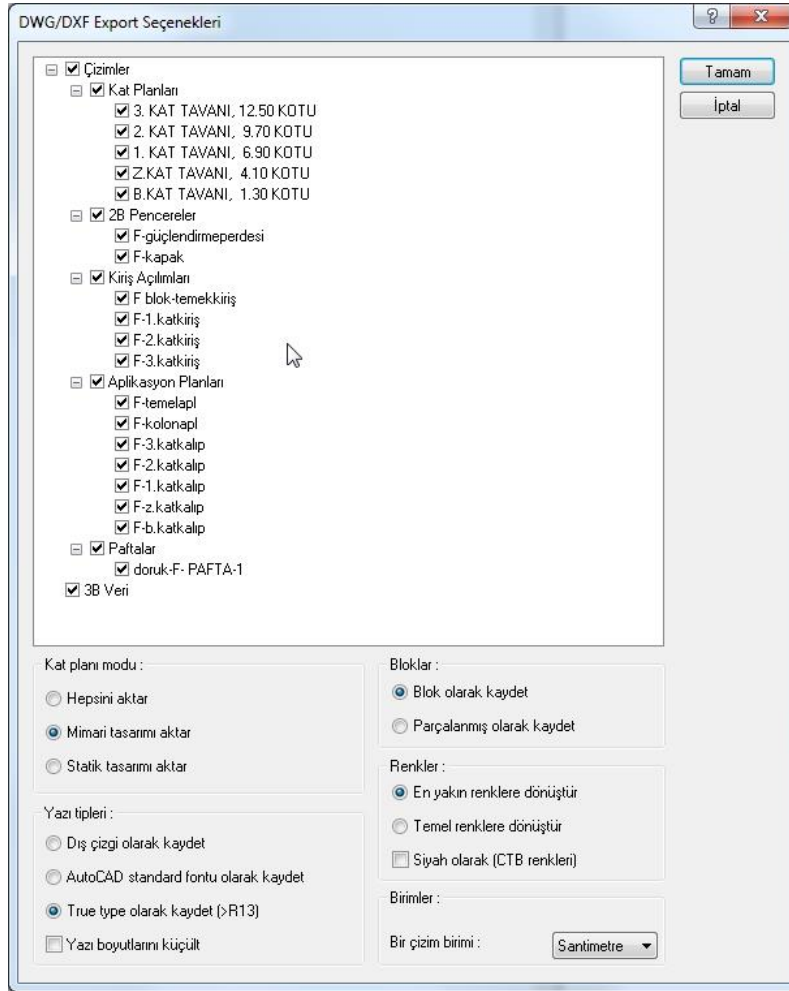 DWG/DXF Export Seçenekleri
Çizimler
Kat Planları
3. KAT TAVANI, 12.50 KOTU
2. KAT TAVANI, 9.70 KOTU
1. KAT TAVANI, 6.90 KOTU
Z.KAT TAVANI, 4.10 KOTU
B.KAT TAVANI, 1.30 KOTU
2B Pencereler
F-güçlendirmeperdesi
F-kapak
Kiriş Açılımları
F blok-temekkiriş
F-1.katkiriş
F-2.katkiriş
F-3.katkiriş
Aplikasyon Planları
F-temelapl
F-kolonapl
F-3.katkalıp
F-2.katkalıp
F-1.katkalıp
F-z.katkalıp
F-b.katkalıp
Paftalar
doruk-F- PAFTA-1
3B Veri
Tamam
İptal
Kat planı modu :
Hepsini aktar
Mimari tasarımı aktar
Statik tasarımı aktar
Yazı tipleri :
Dış çizgi olarak kaydet
AutoCAD standard fontu olarak kaydet
True type olarak kaydet (>R13)
Yazı boyutlarını küçült
Bloklar :
Blok olarak kaydet
Parçalanmış olarak kaydet
Renkler :
En yakın renklere dönüştür
Temel renklere dönüştür
Siyah olarak (CTB renkleri)
Birimler :
Bir çizim birimi :
Santimetre